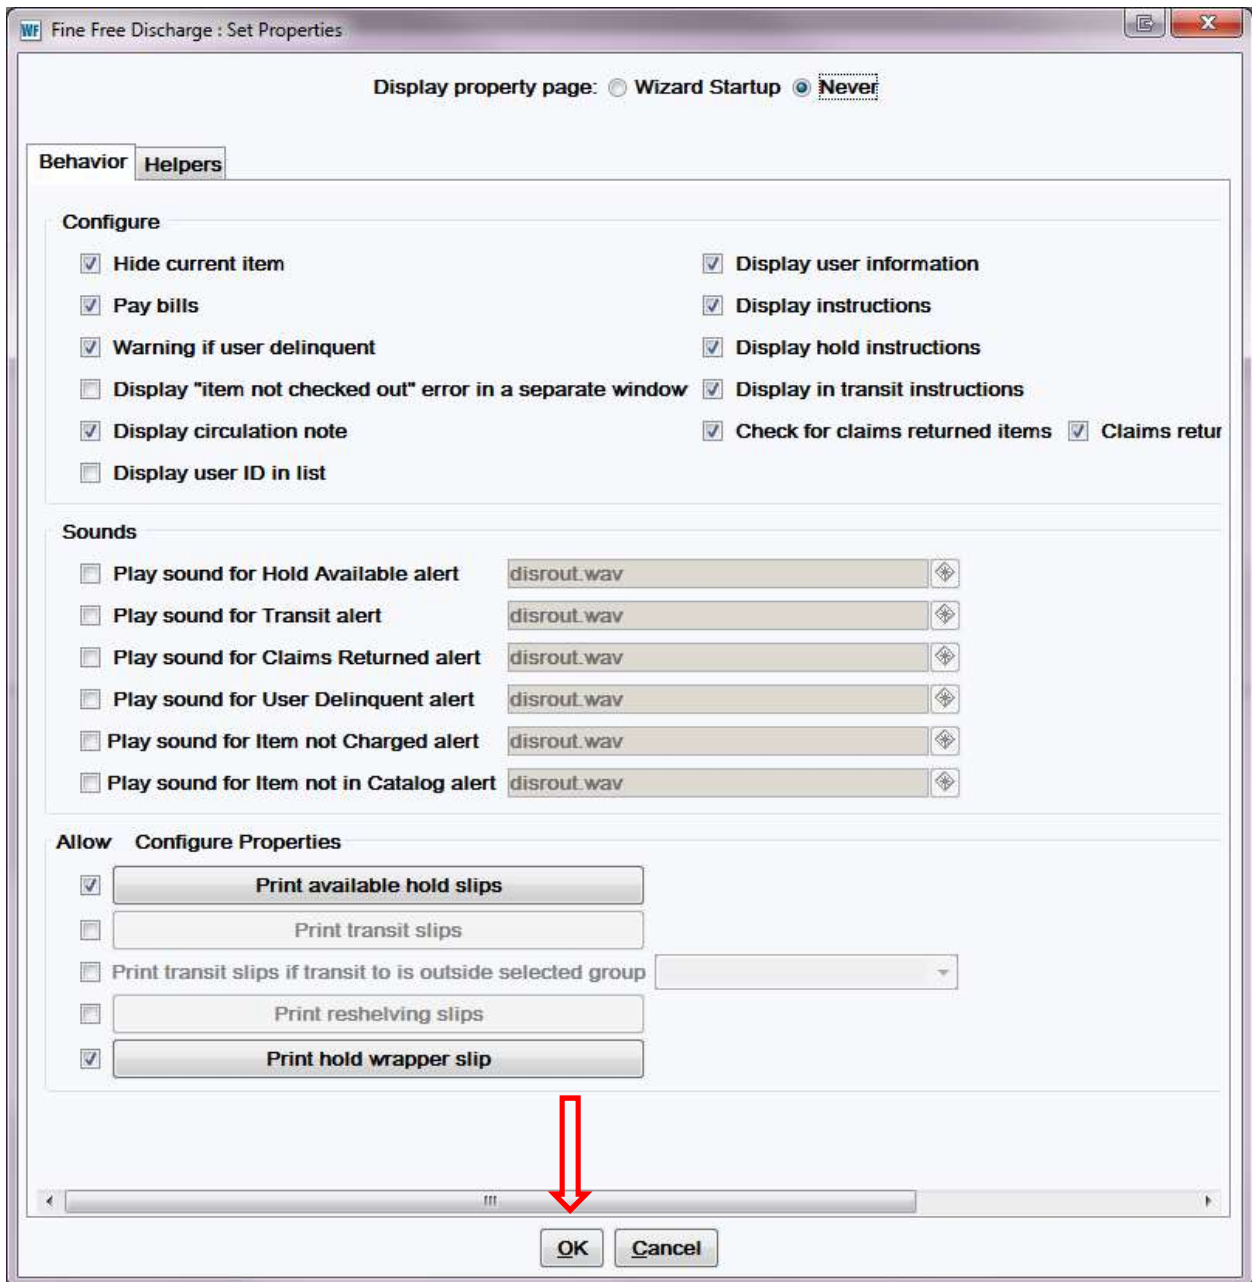 WF Fine Free Discharge : Set Properties
Display property page: Wizard Startup Never
Behavior Helpers
Configure
Hide current item Display user information
Pay bills Display instructions
Warning if user delinquent Display hold instructions
Display "item not checked out" error in a separate window Display in transit instructions
Display circulation note Check for claims returned items Claims retur
Display user ID in list
Sounds
Play sound for Hold Available alert disrout.wav
Play sound for Transit alert disrout.wav
Play sound for Claims Returned alert disrout.wav
Play sound for User Delinquent alert disrout.wav
Play sound for Item not Charged alert disrout.wav
Play sound for Item not in Catalog alert disrout.wav
Allow Configure Properties
Print available hold slips
Print transit slips
Print transit slips if transit to is outside selected group
Print reshelving slips
Print hold wrapper slip
OK Cancel